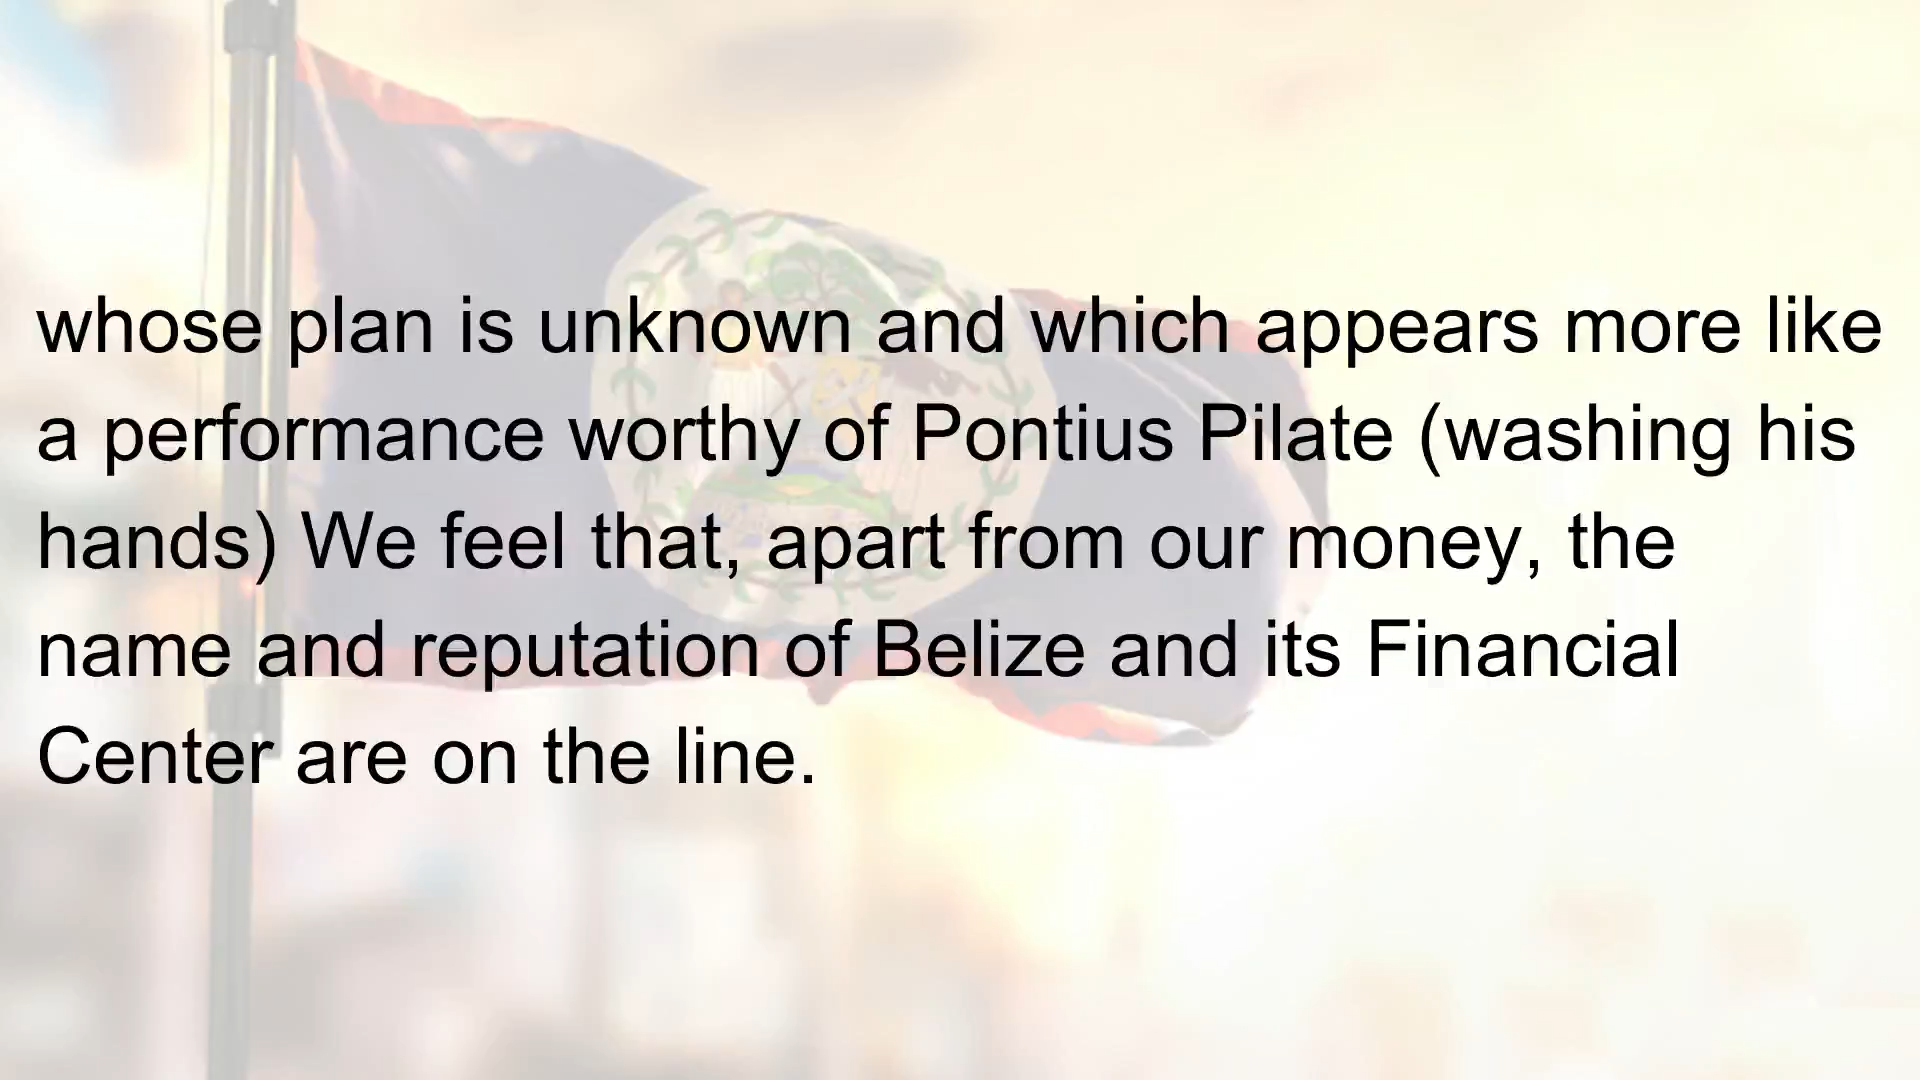 whose plan is unknown and which appears more like
a performance worthy of Pontius Pilate (washing his
hands) We feel that, apart from our money, the
name and reputation of Belize and its Financial
Center are on the line.